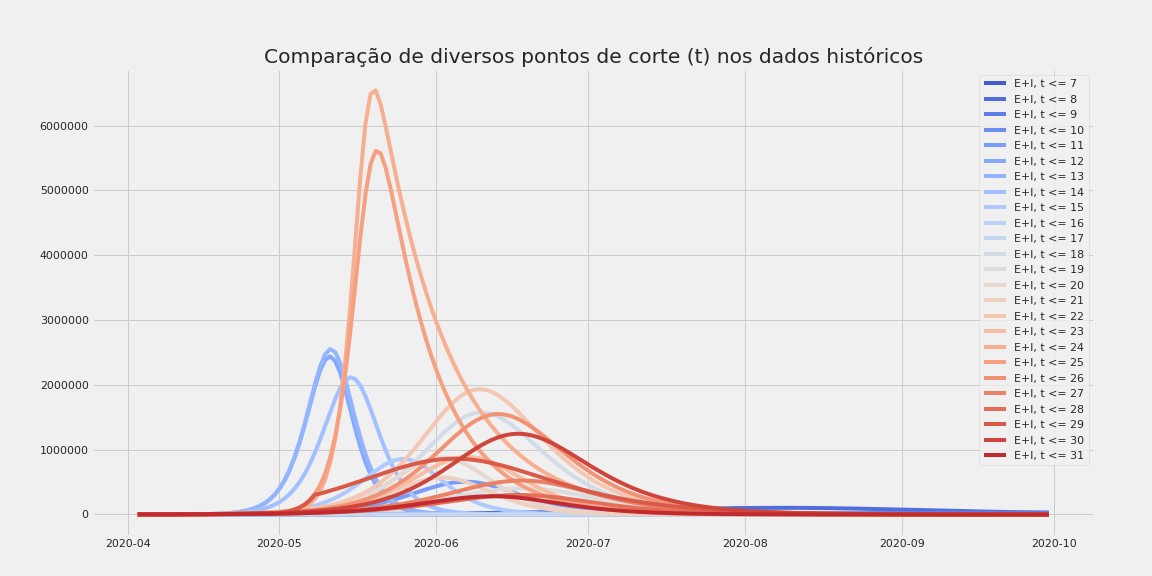 Comparação de diversos pontos de corte (t) nos dados históricos
E+I, t <= 7
E+I, t <= 8
E+I, t <= 9
E+I, t <= 10
E+I, t <= 11
E+I, t <= 12
E+I, t <= 13
E+I, t <= 14
E+I, t <= 15
E+I, t <= 16
E+I, t <= 17
E+I, t <= 18
E+I, t <= 19
E+I, t <= 20
E+I, t <= 21
E+I, t <= 22
E+I, t <= 23
E+I, t <= 24
E+I, t <= 25
E+I, t <= 26
E+I, t <= 27
E+I, t <= 28
E+I, t <= 29
E+I, t <= 30
E+I, t <= 31
6000000
5000000
4000000
3000000
2000000
1000000
0
2020-04 2020-05 2020-06 2020-07 2020-08 2020-09 2020-10